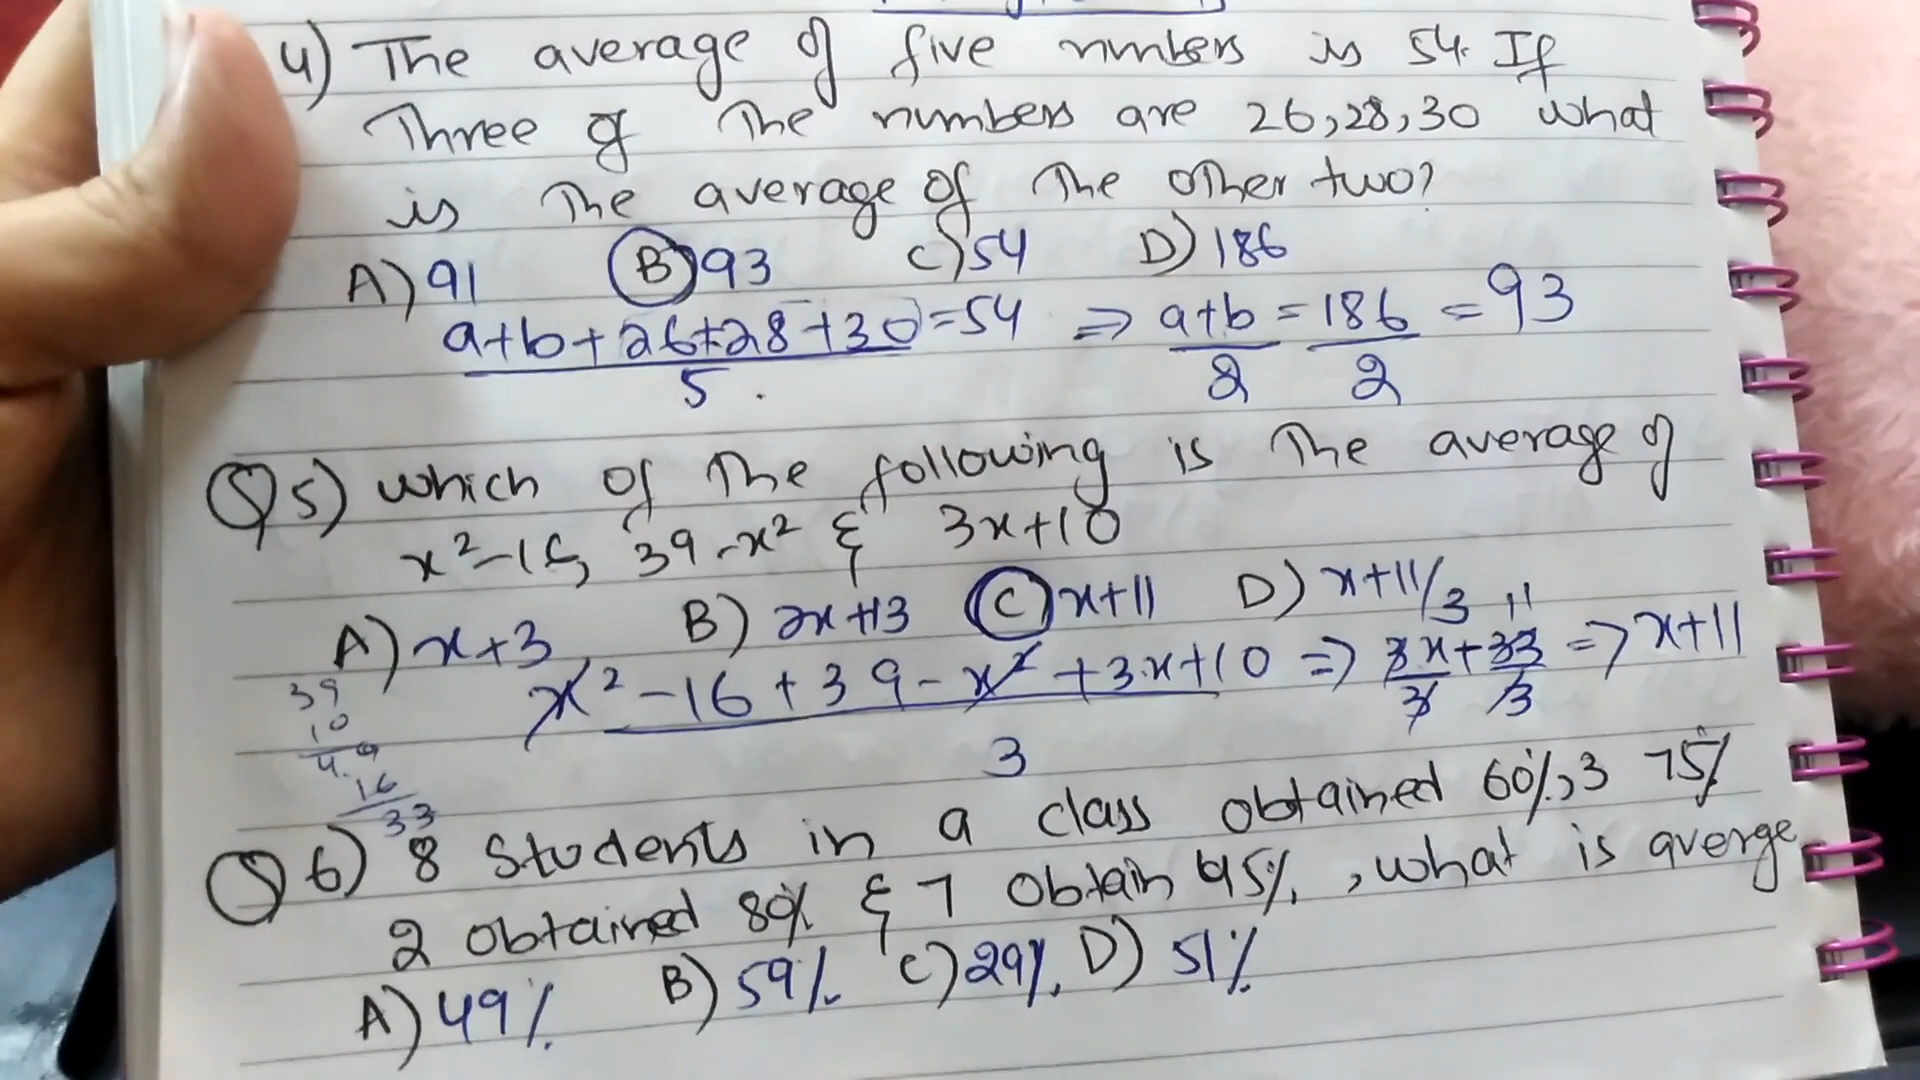 4) The average of five numbers is 54. If
Three of The numbers are 26,28,30 what
is The average of The other two?
A) 91 B) 93 C) 54 D) 186
a+b+26+28+30/5 = 54 => a+b/2 = 186/2 = 93
Q5) which of The following is The average of
x²-16, 39-x² & 3x+10
A) x+3 B) 2x+13 C) x+11 D) x+11/3
x²-16+39-x²+3x+10/3 => 3x/3+33/3 11 => x+11
39
10
49
16
33
Q6) 8 Students in a class obtained 60%,3 75%
2 obtained 80% & 7 obtain 45%, what is averge
A) 49% B) 59% C) 29% D) 51%